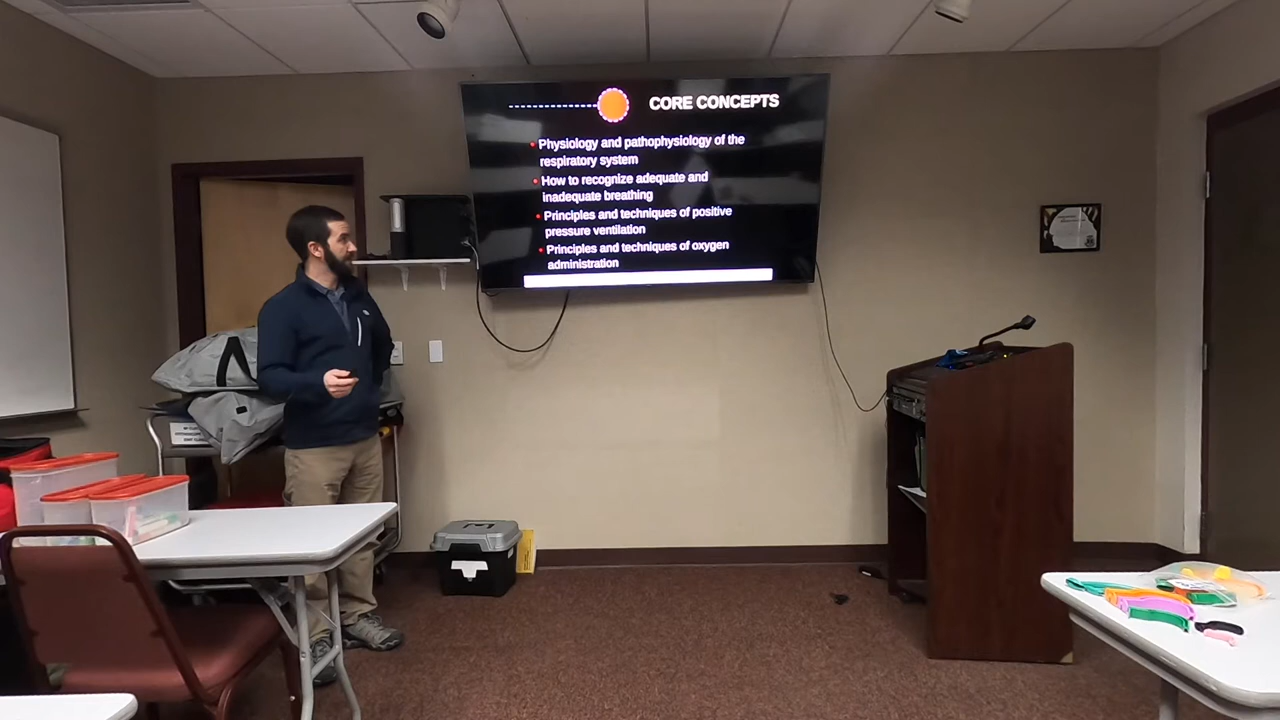 CORE CONCEPTS
• Physiology and pathophysiology of the
respiratory system
• How to recognize adequate and
inadequate breathing
• Principles and techniques of positive
pressure ventilation
• Principles and techniques of oxygen
administration